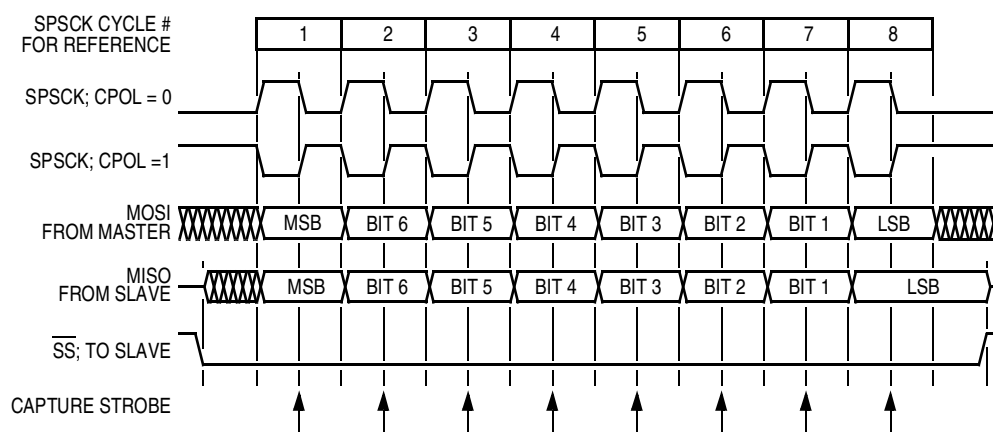 SPSCK CYCLE #
FOR REFERENCE
1 2 3 4 5 6 7 8
SPSCK; CPOL = 0
SPSCK; CPOL =1
MOSI
FROM MASTER
MSB BIT 6 BIT 5 BIT 4 BIT 3 BIT 2 BIT 1 LSB
MISO
FROM SLAVE
MSB BIT 6 BIT 5 BIT 4 BIT 3 BIT 2 BIT 1 LSB
SS; TO SLAVE
CAPTURE STROBE